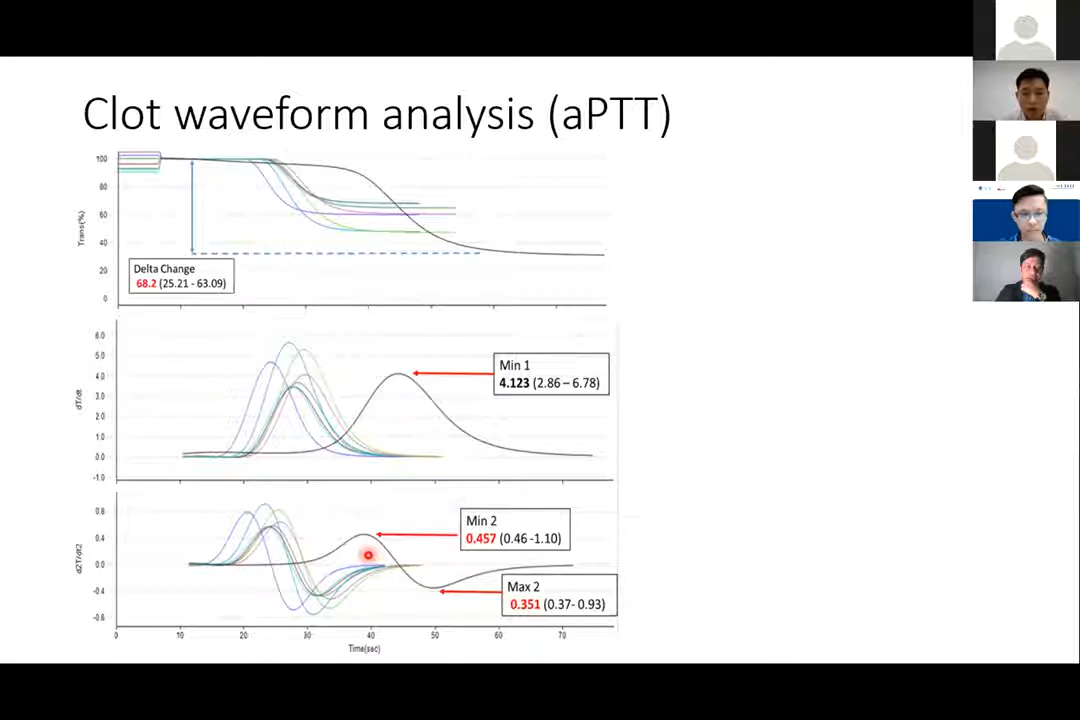 Clot waveform analysis (aPTT)
100
80
60
40
20
0
Trans(%)
Delta Change
68.2 (25.21 - 63.09)
6.0
5.0
4.0
3.0
2.0
1.0
0.0
-1.0
dT/dt
Min 1
4.123 (2.86 – 6.78)
0.8
0.4
0.0
-0.4
-0.8
d2T/dt2
Min 2
0.457 (0.46 -1.10)
Max 2
0.351 (0.37- 0.93)
0 10 20 30 40 50 60 70
Time(sec)